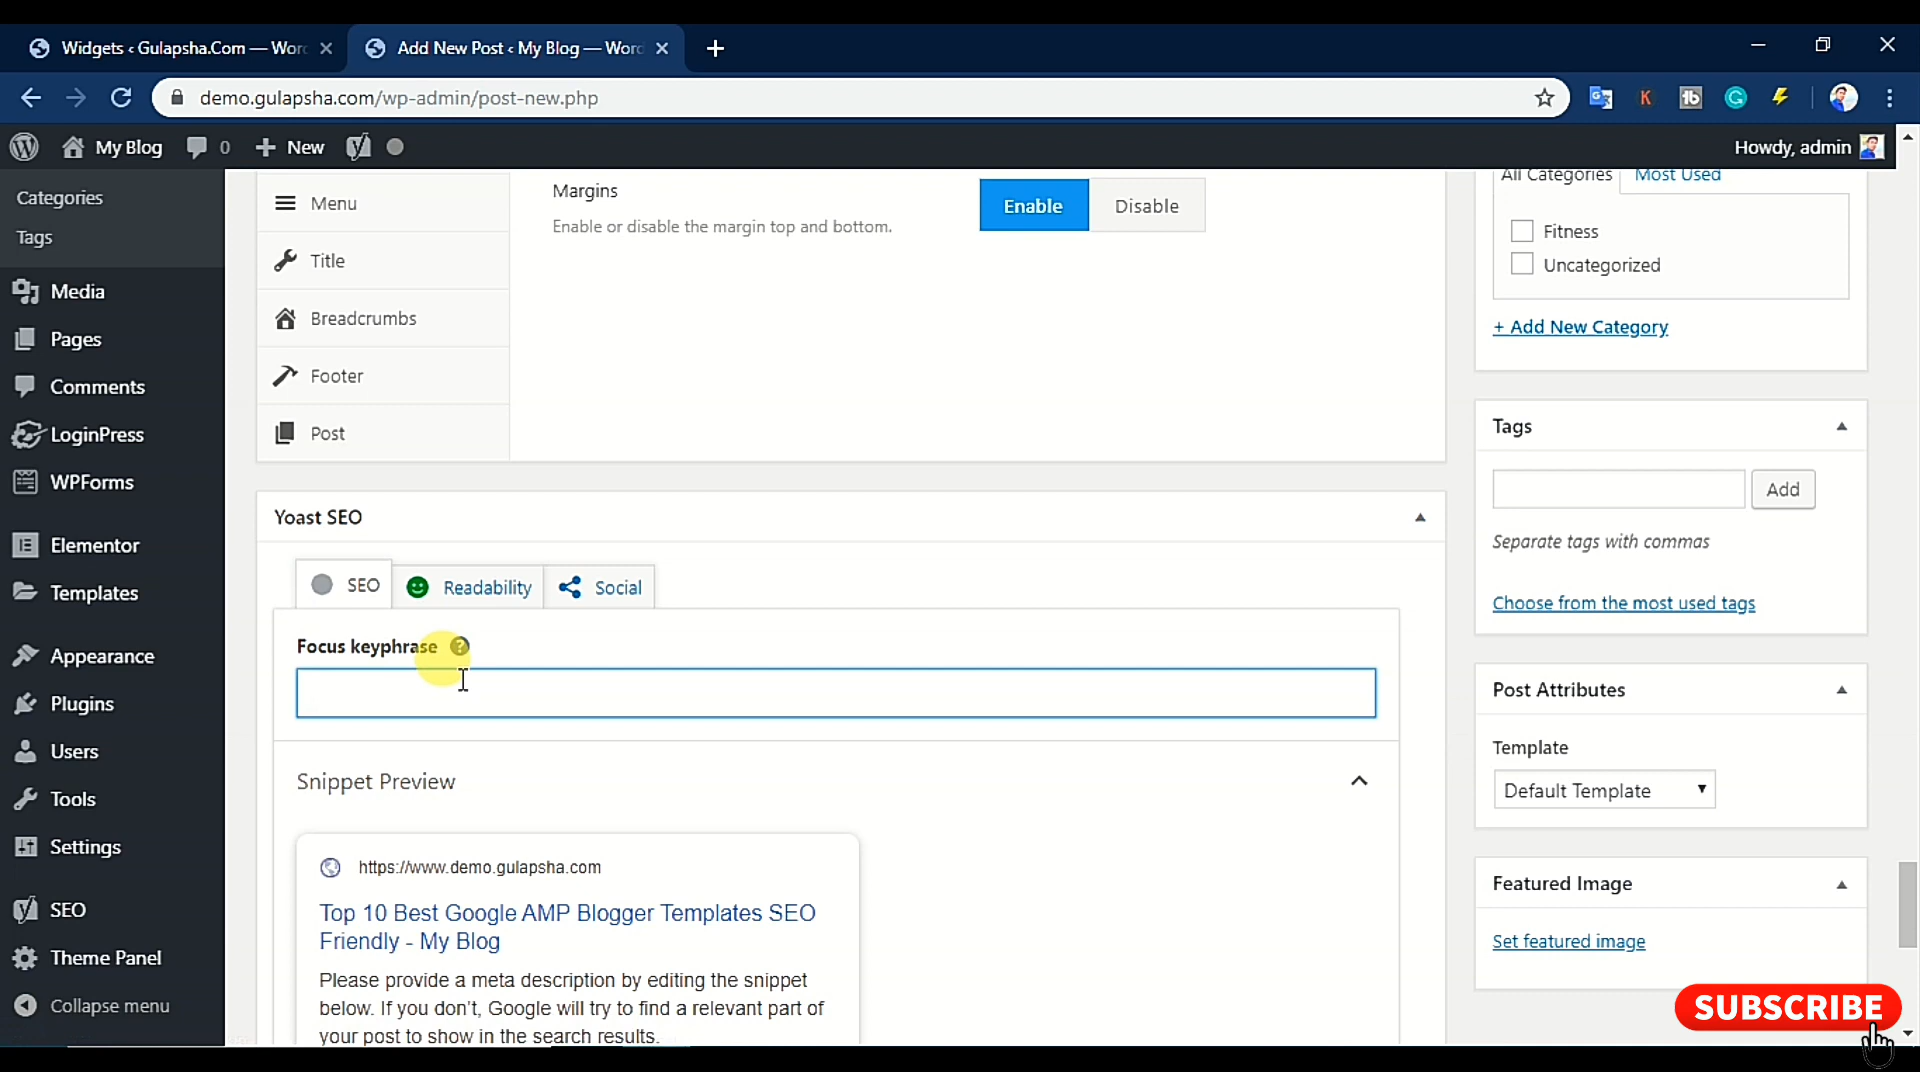 Widgets ‹ Gulapsha.Com — Wor
Add New Post ‹ My Blog — Word
demo.gulapsha.com/wp-admin/post-new.php
My Blog
0
New
Howdy, admin
Categories
Tags
Media
Pages
Comments
LoginPress
WPForms
Elementor
Templates
Appearance
Plugins
Users
Tools
Settings
SEO
Theme Panel
Collapse menu
Menu
Title
Breadcrumbs
Footer
Post
Margins
Enable or disable the margin top and bottom.
Enable
Disable
Yoast SEO
SEO
Readability
Social
Focus keyphrase
Snippet Preview
https://www.demo.gulapsha.com
Top 10 Best Google AMP Blogger Templates SEO
Friendly - My Blog
Please provide a meta description by editing the snippet
below. If you don't, Google will try to find a relevant part of
your post to show in the search results.
All Categories
Most Used
Fitness
Uncategorized
+ Add New Category
Tags
Add
Separate tags with commas
Choose from the most used tags
Post Attributes
Template
Default Template
Featured Image
Set featured image
SUBSCRIBE